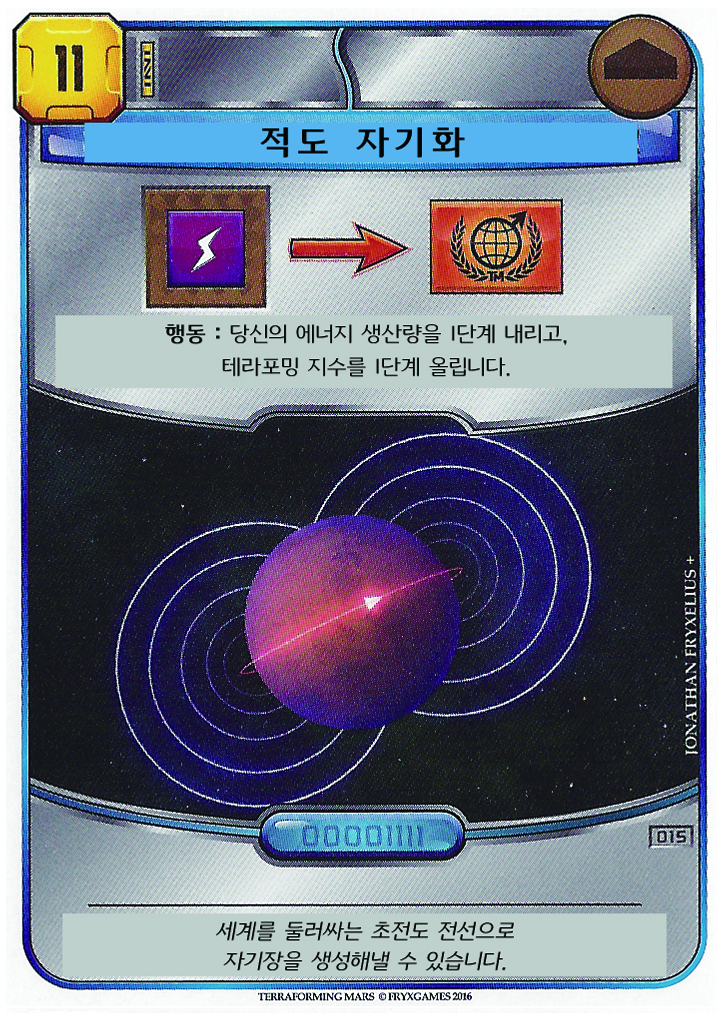 11
적도 자기화
TM
행동 : 당신의 에너지 생산량을 1단계 내리고,
테라포밍 지수를 1단계 올립니다.
JONATHAN FRYXELIUS +
00001111
015
세계를 둘러싸는 초전도 전선으로
자기장을 생성해낼 수 있습니다.
TERRAFORMING MARS © FRYXGAMES 2016